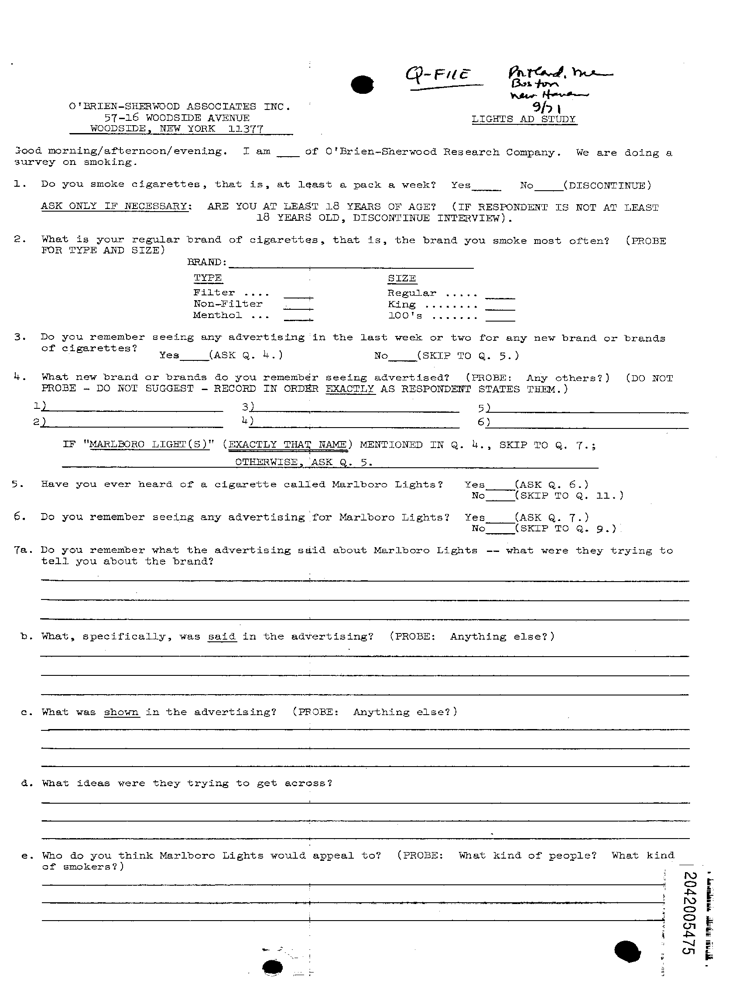 Q-FILE
Portland, Me
Boston
New Haven
9/71
O'BRIEN-SHERWOOD ASSOCIATES INC.
57-16 WOODSIDE AVENUE
WOODSIDE, NEW YORK 11377
LIGHTS AD STUDY
Good morning/afternoon/evening. I am ___ of O'Brien-Sherwood Research Company. We are doing a
survey on smoking.
1. Do you smoke cigarettes, that is, at least a pack a week? Yes____ No____(DISCONTINUE)
ASK ONLY IF NECESSARY: ARE YOU AT LEAST 18 YEARS OF AGE? (IF RESPONDENT IS NOT AT LEAST
18 YEARS OLD, DISCONTINUE INTERVIEW).
2. What is your regular brand of cigarettes, that is, the brand you smoke most often? (PROBE
FOR TYPE AND SIZE)
BRAND:
TYPE SIZE
Filter .... ____ Regular ..... ____
Non-Filter ____ King ........ ____
Menthol ... ____ 100's ....... ____
3. Do you remember seeing any advertising in the last week or two for any new brand or brands
of cigarettes? Yes____(ASK Q. 4.) No____(SKIP TO Q. 5.)
4. What new brand or brands do you remember seeing advertised? (PROBE: Any others?) (DO NOT
PROBE - DO NOT SUGGEST - RECORD IN ORDER EXACTLY AS RESPONDENT STATES THEM.)
1) 3) 5)
2) 4) 6)
IF "MARLBORO LIGHT(S)" (EXACTLY THAT NAME) MENTIONED IN Q. 4., SKIP TO Q. 7.;
OTHERWISE, ASK Q. 5.
5. Have you ever heard of a cigarette called Marlboro Lights? Yes____(ASK Q. 6.)
No____(SKIP TO Q. 11.)
6. Do you remember seeing any advertising for Marlboro Lights? Yes____(ASK Q. 7.)
No____(SKIP TO Q. 9.)
7a. Do you remember what the advertising said about Marlboro Lights -- what were they trying to
tell you about the brand?
b. What, specifically, was said in the advertising? (PROBE: Anything else?)
c. What was shown in the advertising? (PROBE: Anything else?)
d. What ideas were they trying to get across?
e. Who do you think Marlboro Lights would appeal to? (PROBE: What kind of people? What kind
of smokers?)
2042005475